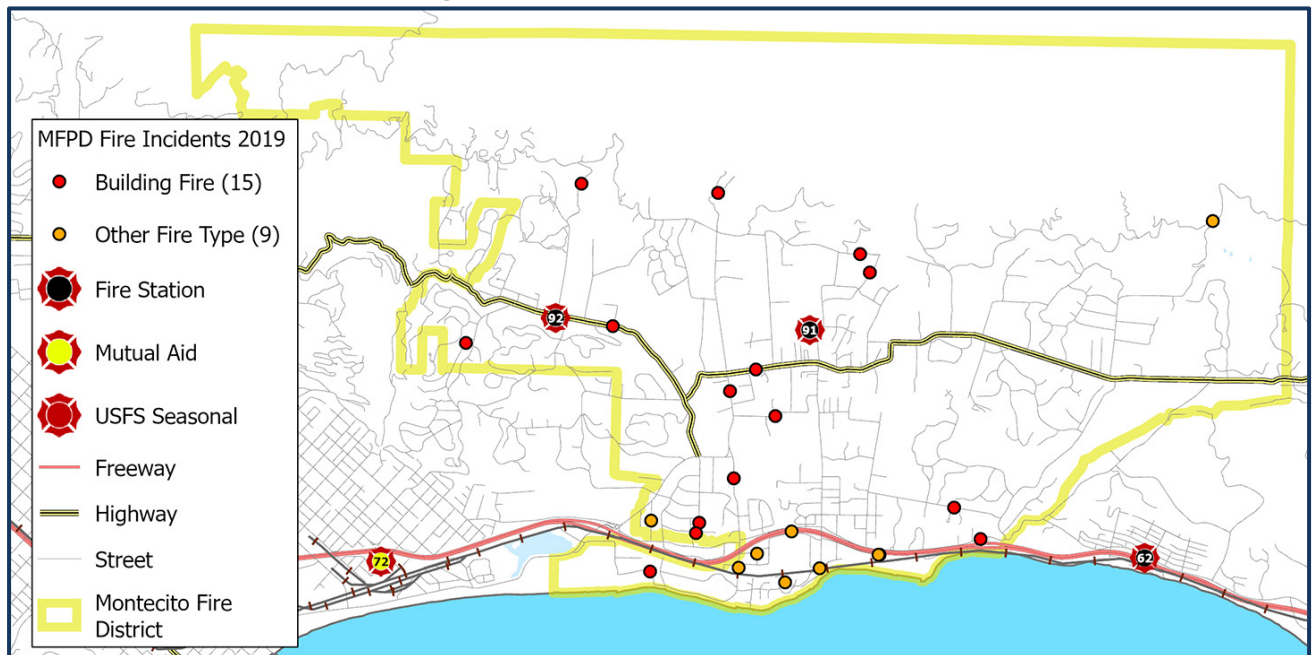 MFPD Fire Incidents 2019
Building Fire (15)
Other Fire Type (9)
Fire Station
Mutual Aid
USFS Seasonal
Freeway
Highway
Street
Montecito Fire
District
92
91
72
62